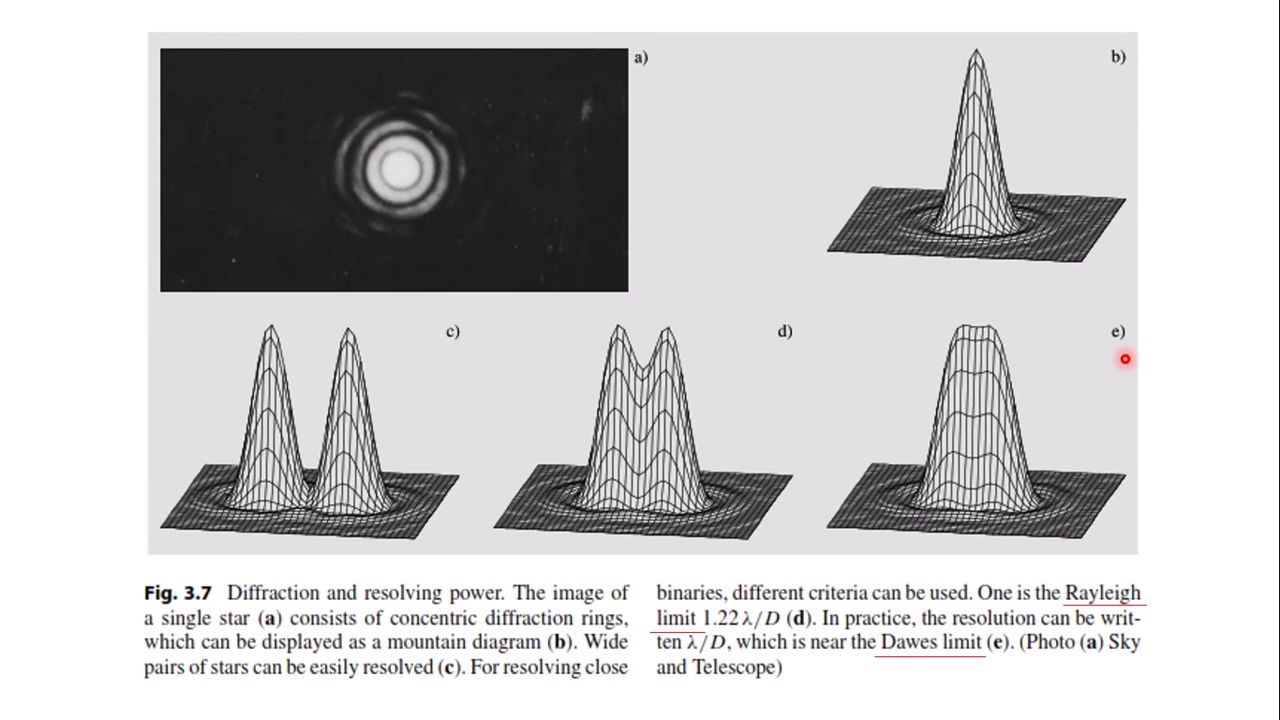 a)
b)
c)
d)
e)
Fig. 3.7 Diffraction and resolving power. The image of
a single star (a) consists of concentric diffraction rings,
which can be displayed as a mountain diagram (b). Wide
pairs of stars can be easily resolved (c). For resolving close
binaries, different criteria can be used. One is the Rayleigh
limit 1.22 λ/D (d). In practice, the resolution can be writ-
ten λ/D, which is near the Dawes limit (e). (Photo (a) Sky
and Telescope)